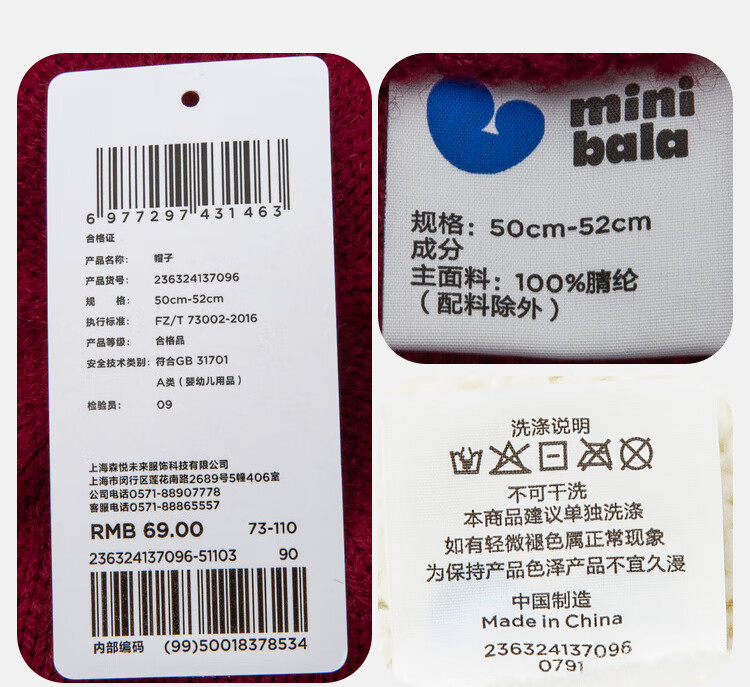 6 977297 431463
合格证
产品名称： 帽子
产品货号： 236324137096
规 格： 50cm-52cm
执行标准： FZ/T 73002-2016
产品等级： 合格品
安全技术类别： 符合GB 31701
A类（婴幼儿用品）
检验员： 09
上海森悦未来服饰科技有限公司
上海市闵行区莲花南路2689号5幢406室
公司电话0571-88907778
客服电话0571-88865557
RMB 69.00 73-110
236324137096-51103 90
内部编码 (99)50018378534
mini
bala
规格：50cm-52cm
成分
主面料：100%腈纶
（配料除外）
洗涤说明
不可干洗
本商品建议单独洗涤
如有轻微褪色属正常现象
为保持产品色泽产品不宜久浸
中国制造
Made in China
236324137096
0791